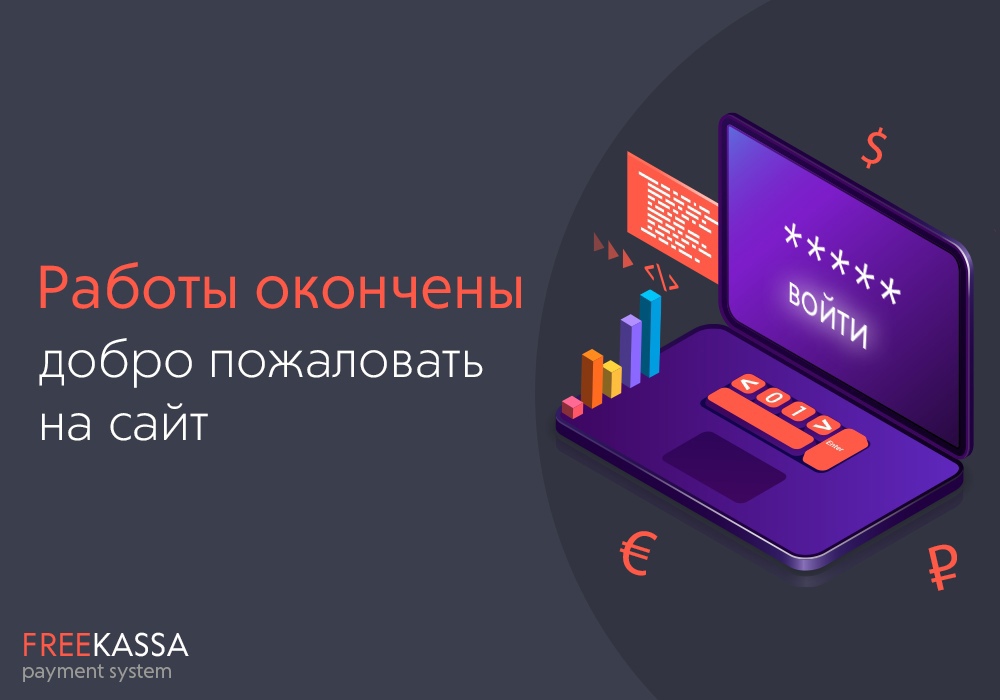 Работы окончены
добро пожаловать
на сайт
$
*****
ВОЙТИ
</>
< 0 1 >
Enter
€
₽
FREEKASSA
payment system